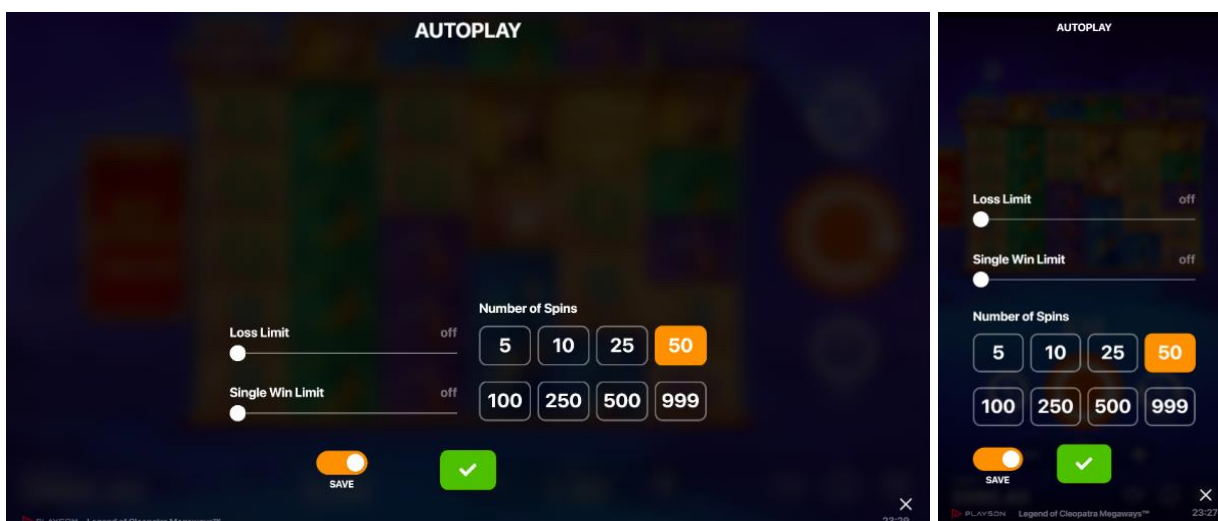 AUTOPLAY
Number of Spins
Loss Limit off
5 10 25 50
Single Win Limit off
100 250 500 999
SAVE
23:29
AUTOPLAY
Loss Limit off
Single Win Limit off
Number of Spins
5 10 25 50
100 250 500 999
SAVE
PLAYSON Legend of Cleopatra Megaways™ 23:27